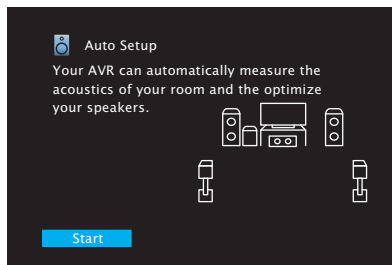 Auto Setup
Your AVR can automatically measure the
acoustics of your room and the optimize
your speakers.
Start